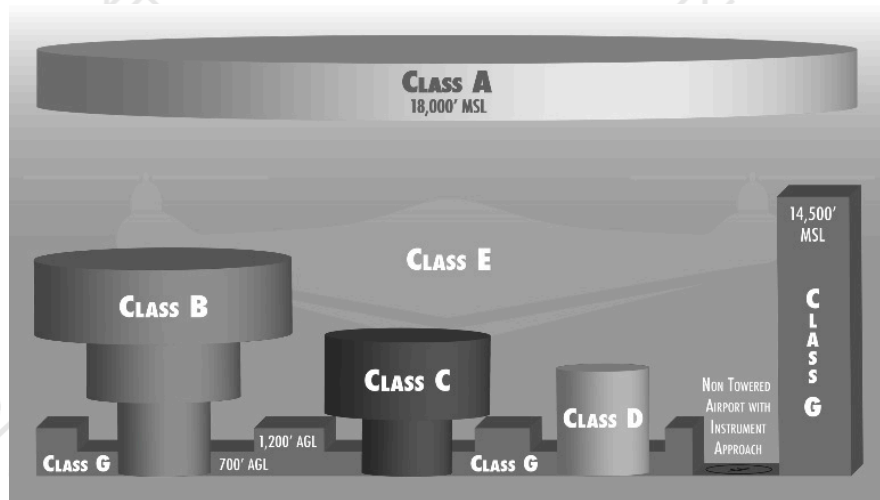 CLASS A
18,000' MSL
14,500'
MSL
CLASS E
CLASS B
CLASS G
CLASS C
NON TOWERED
AIRPORT WITH
INSTRUMENT
APPROACH
CLASS D
1,200' AGL
CLASS G
700' AGL
CLASS G